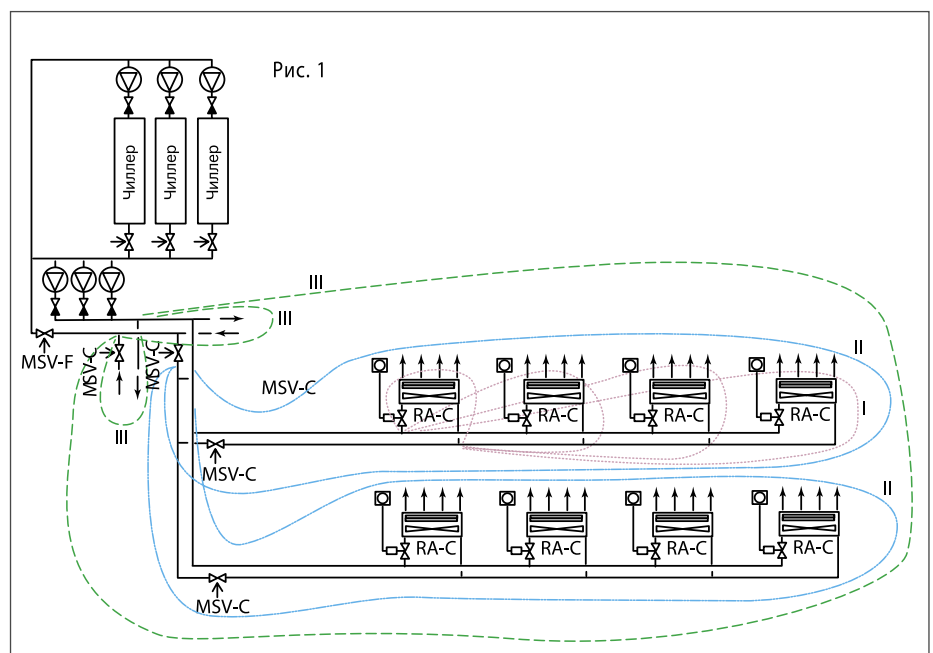 Рис. 1
Чиллер
Чиллер
Чиллер
III
III
MSV-F
MSV-C
MSV-C
III
II
MSV-C
I
RA-C
RA-C
RA-C
RA-C
MSV-C
II
RA-C
RA-C
RA-C
RA-C
MSV-C